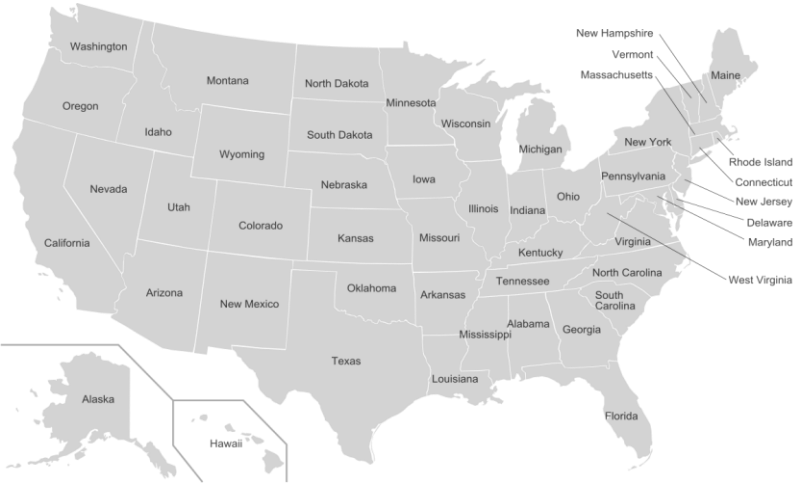 New Hampshire
Washington
Vermont
Maine
Massachusetts
Montana
North Dakota
Minnesota
Oregon
Wisconsin
Idaho
South Dakota
Michigan
New York
Wyoming
Rhode Island
Pennsylvania
Iowa
Connecticut
Nebraska
Nevada
New Jersey
Ohio
Utah
Illinois
Indiana
Delaware
Colorado
Kansas
Missouri
Virginia
Maryland
California
Kentucky
North Carolina
West Virginia
Tennessee
Oklahoma
Arizona
Arkansas
South
Carolina
New Mexico
Alabama
Georgia
Mississippi
Texas
Louisiana
Alaska
Florida
Hawaii